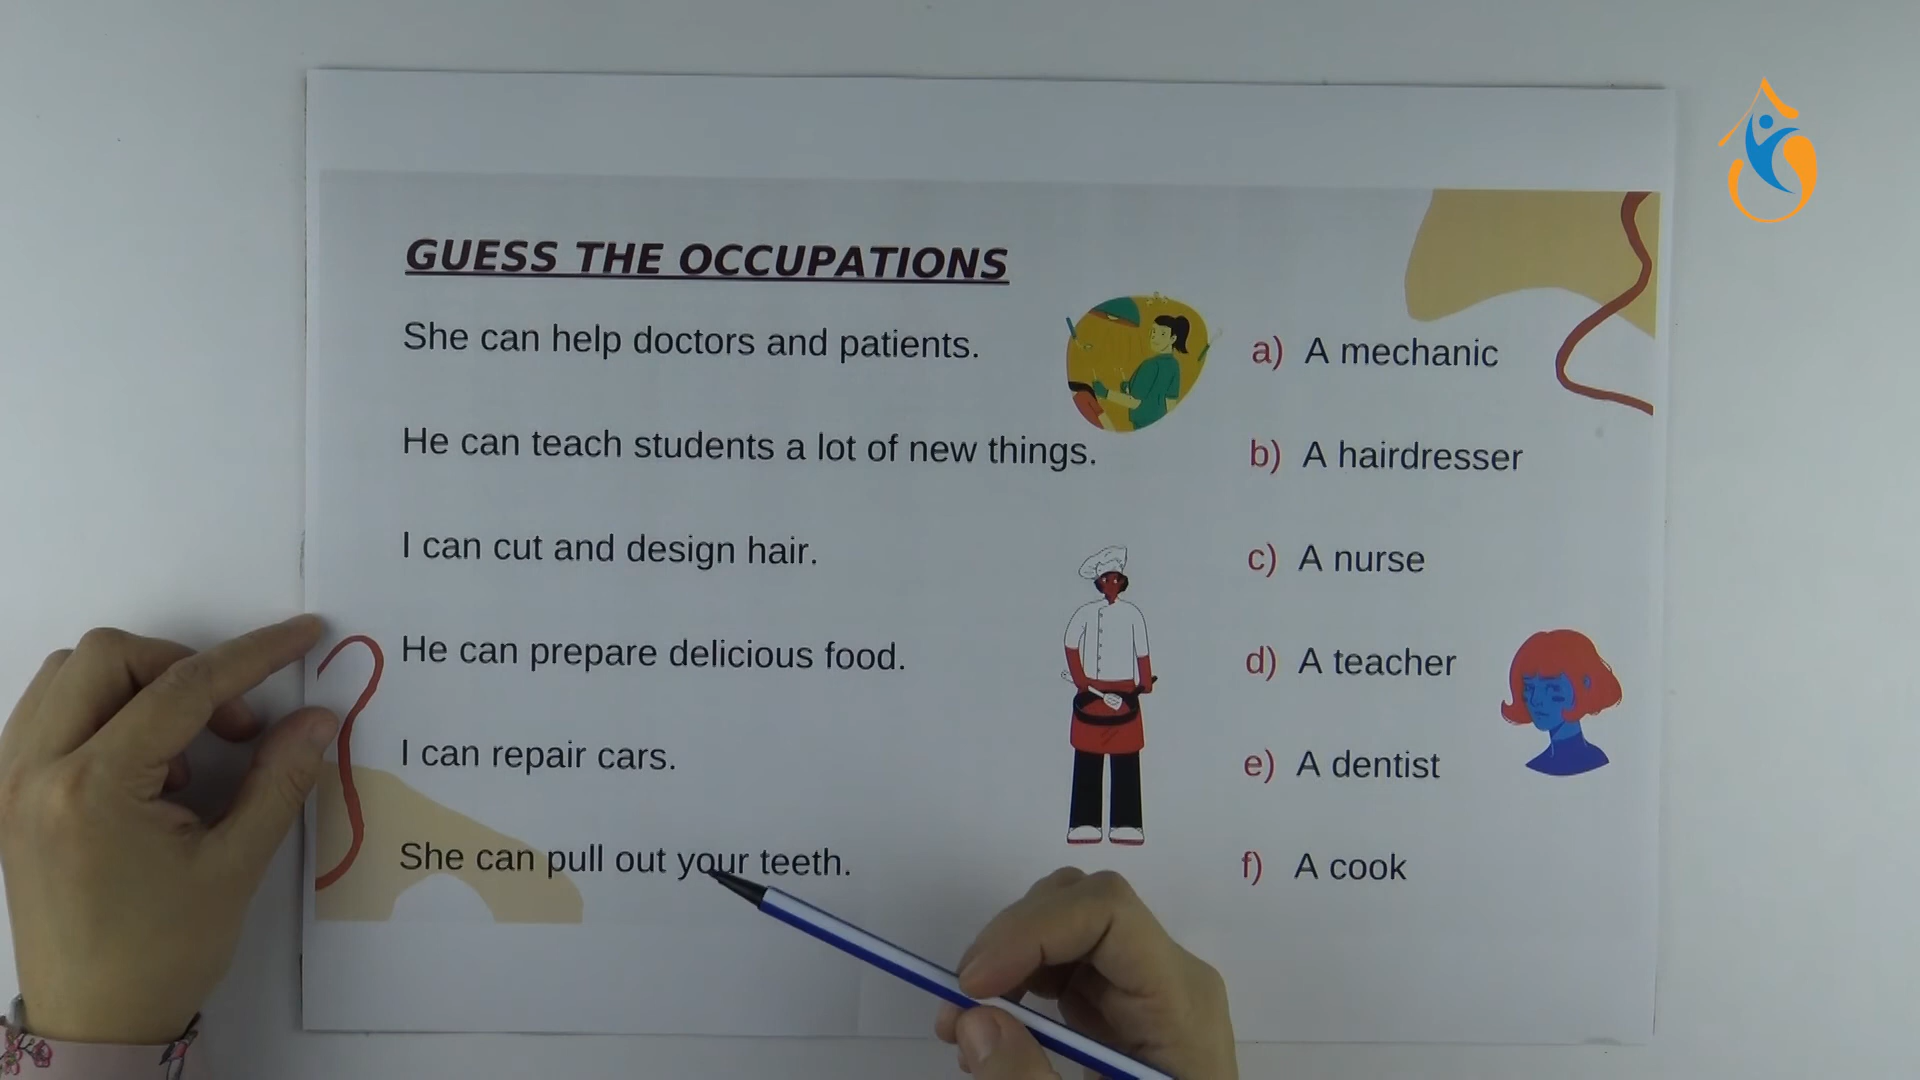 GUESS THE OCCUPATIONS
She can help doctors and patients.
a) A mechanic
He can teach students a lot of new things.
b) A hairdresser
I can cut and design hair.
c) A nurse
He can prepare delicious food.
d) A teacher
I can repair cars.
e) A dentist
She can pull out your teeth.
f) A cook